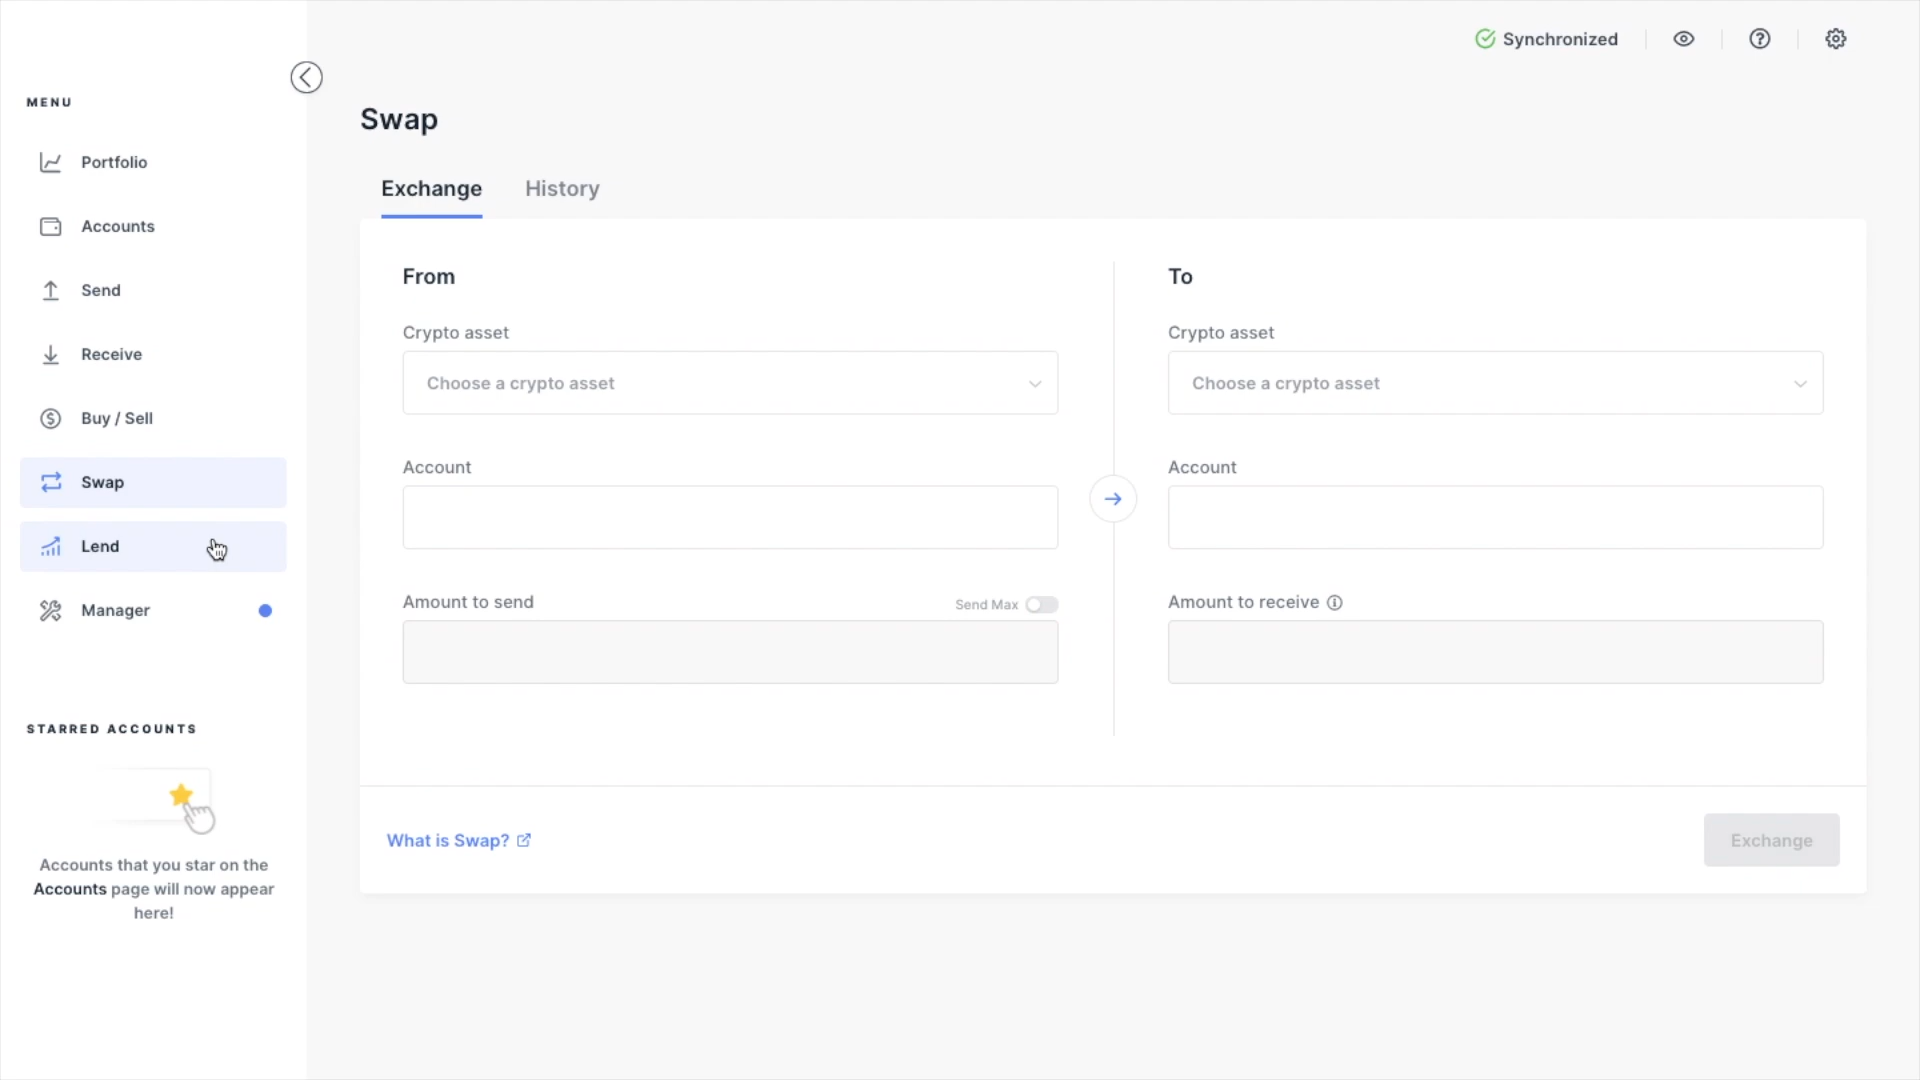 Synchronized
MENU
Portfolio
Accounts
Send
Receive
Buy / Sell
Swap
Lend
Manager
STARRED ACCOUNTS
Accounts that you star on the
Accounts page will now appear
here!
Swap
Exchange
History
From
Crypto asset
Choose a crypto asset
Account
Amount to send
Send Max
To
Crypto asset
Choose a crypto asset
Account
Amount to receive
What is Swap?
Exchange